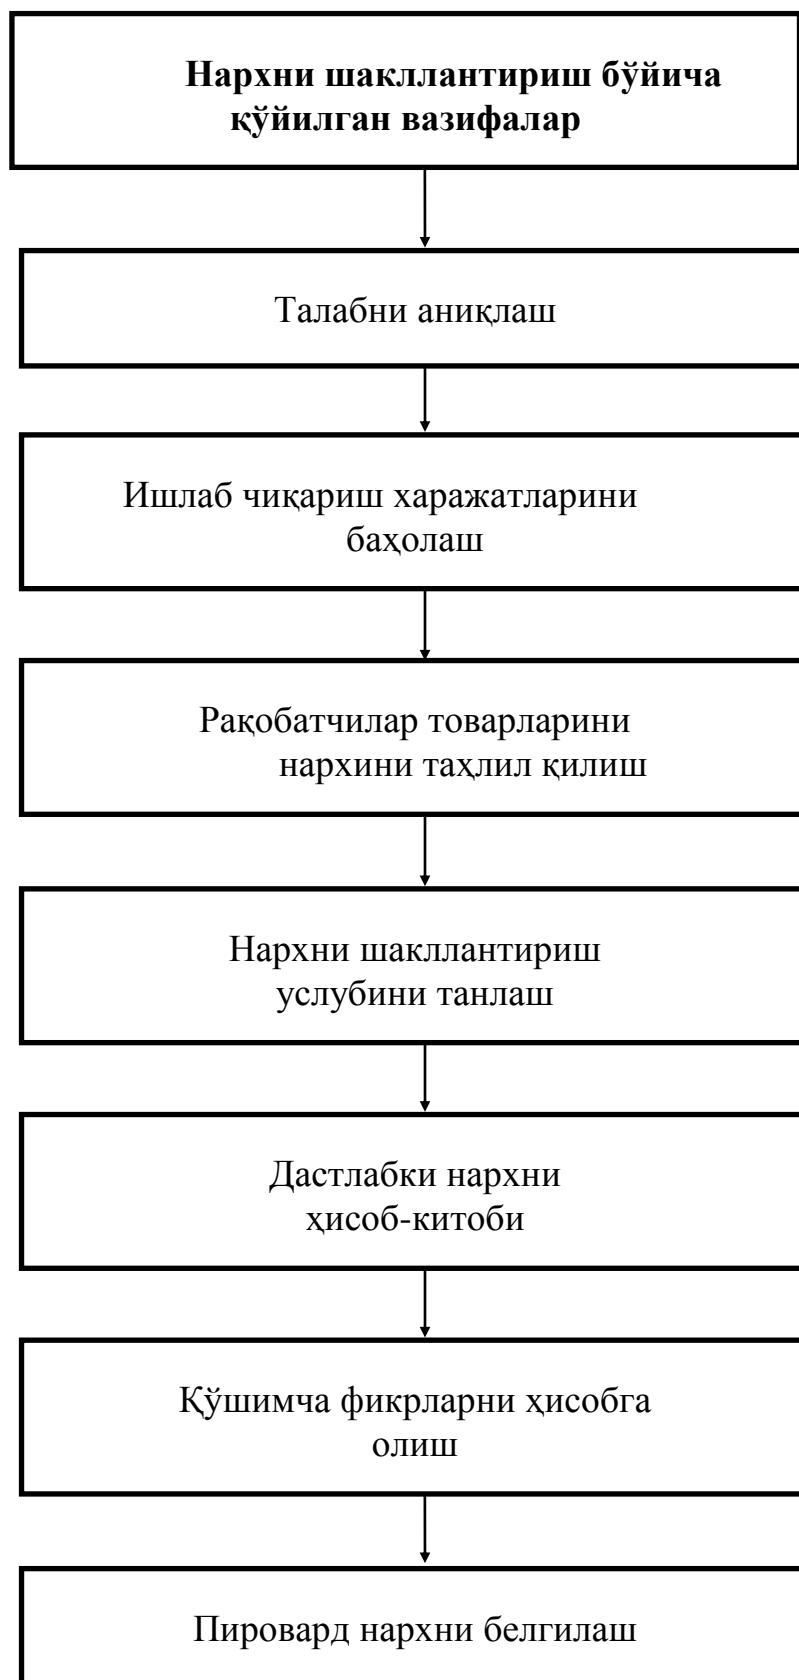 Нархни шакллантириш бўйича
қўйилган вазифалар
Талабни аниқлаш
Ишлаб чиқариш харажатларини
баҳолаш
Рақобатчилар товарларини
нархини таҳлил қилиш
Нархни шакллантириш
услубини танлаш
Дастлабки нархни
ҳисоб-китоби
Қўшимча фикрларни ҳисобга
олиш
Пировард нархни белгилаш